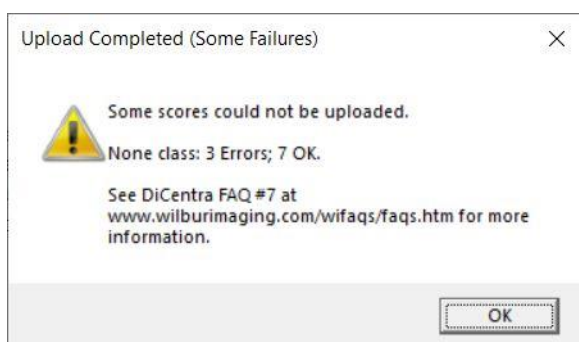 Upload Completed (Some Failures)
Some scores could not be uploaded.
None class: 3 Errors; 7 OK.
See DiCentra FAQ #7 at
www.wilburimaging.com/wifaqs/faqs.htm for more
information.
OK